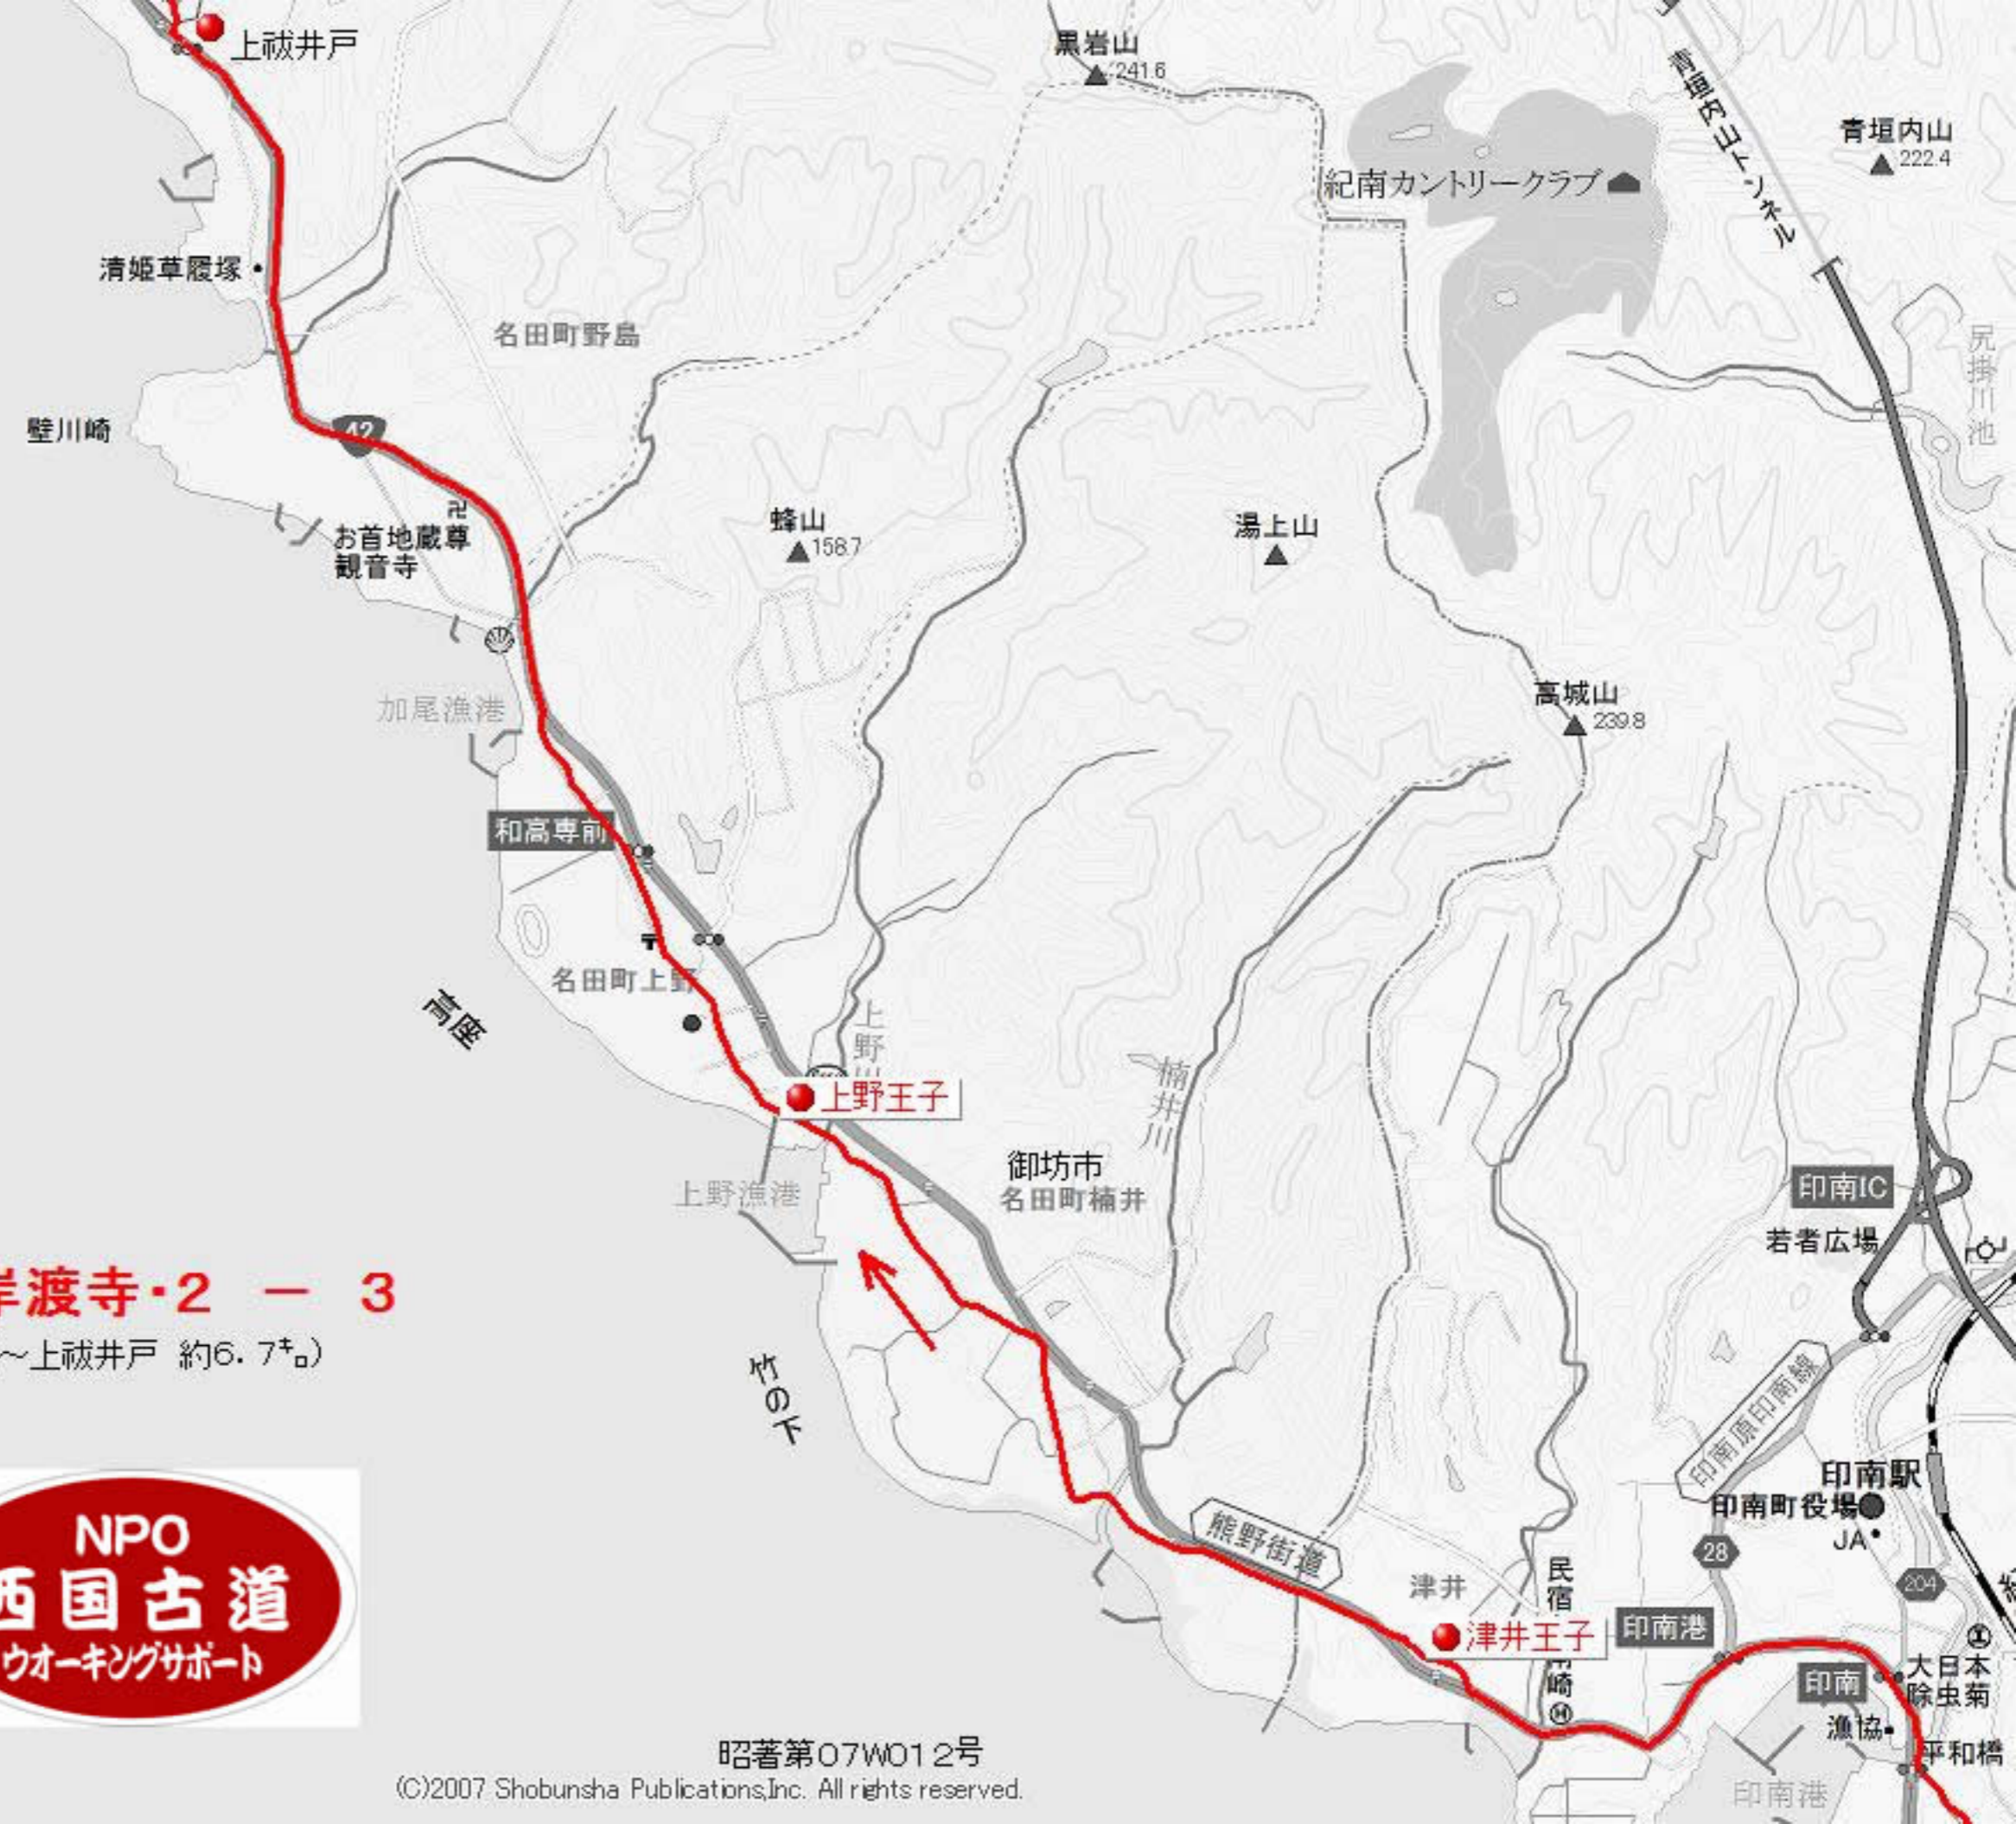 上祓井戸
黒岩山
241.6
青垣内山トンネル
青垣内山
222.4
紀南カントリークラブ
清姫草履塚
名田町野島
尻掛川池
壁川崎
42
お首地蔵尊
観音寺
蜂山
158.7
湯上山
高城山
239.8
加尾漁港
和高専前
名田町上野
高座
上野川
上野王子
楠井川
御坊市
名田町楠井
上野漁港
印南IC
若者広場
岸渡寺・2 － 3
～上祓井戸 約6.7㌔)
竹の下
印南原印南線
印南駅
印南町役場
JA
28
204
NPO
西国古道
ウオーキングサポート
熊野街道
津井
津井王子
民宿
崎
印南港
印南
大日本
除虫菊
漁協
平和橋
印南港
昭著第07W012号
(C)2007 Shobunsha Publications,Inc. All rights reserved.